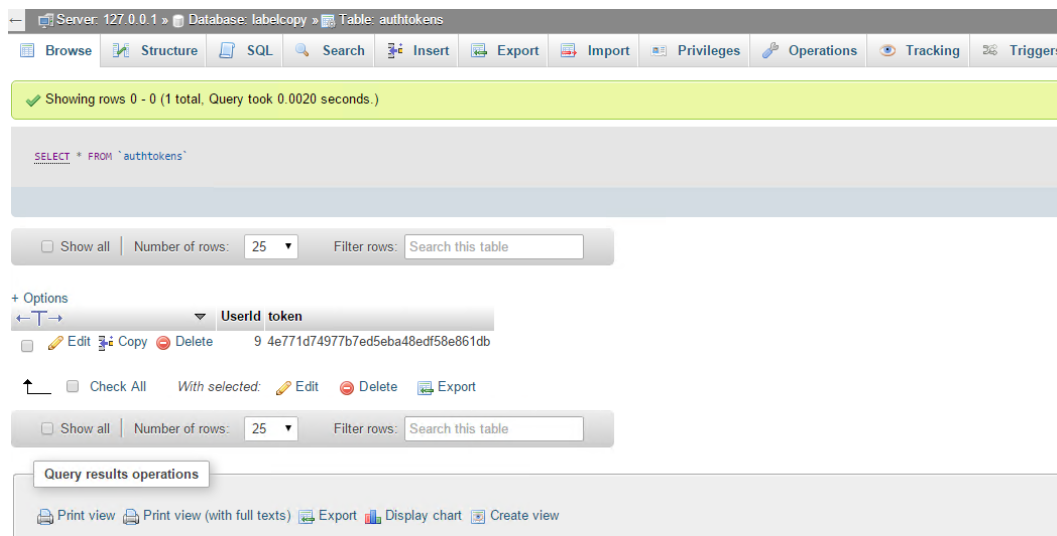 Server: 127.0.0.1 » Database: labelcopy » Table: authtokens
Browse Structure SQL Search Insert Export Import Privileges Operations Tracking Triggers
Showing rows 0 - 0 (1 total, Query took 0.0020 seconds.)
SELECT * FROM `authtokens`
Show all Number of rows: 25 Filter rows: Search this table
+ Options
UserId token
Edit Copy Delete 9 4e771d74977b7ed5eba48edf58e861db
Check All With selected: Edit Delete Export
Show all Number of rows: 25 Filter rows: Search this table
Query results operations
Print view Print view (with full texts) Export Display chart Create view